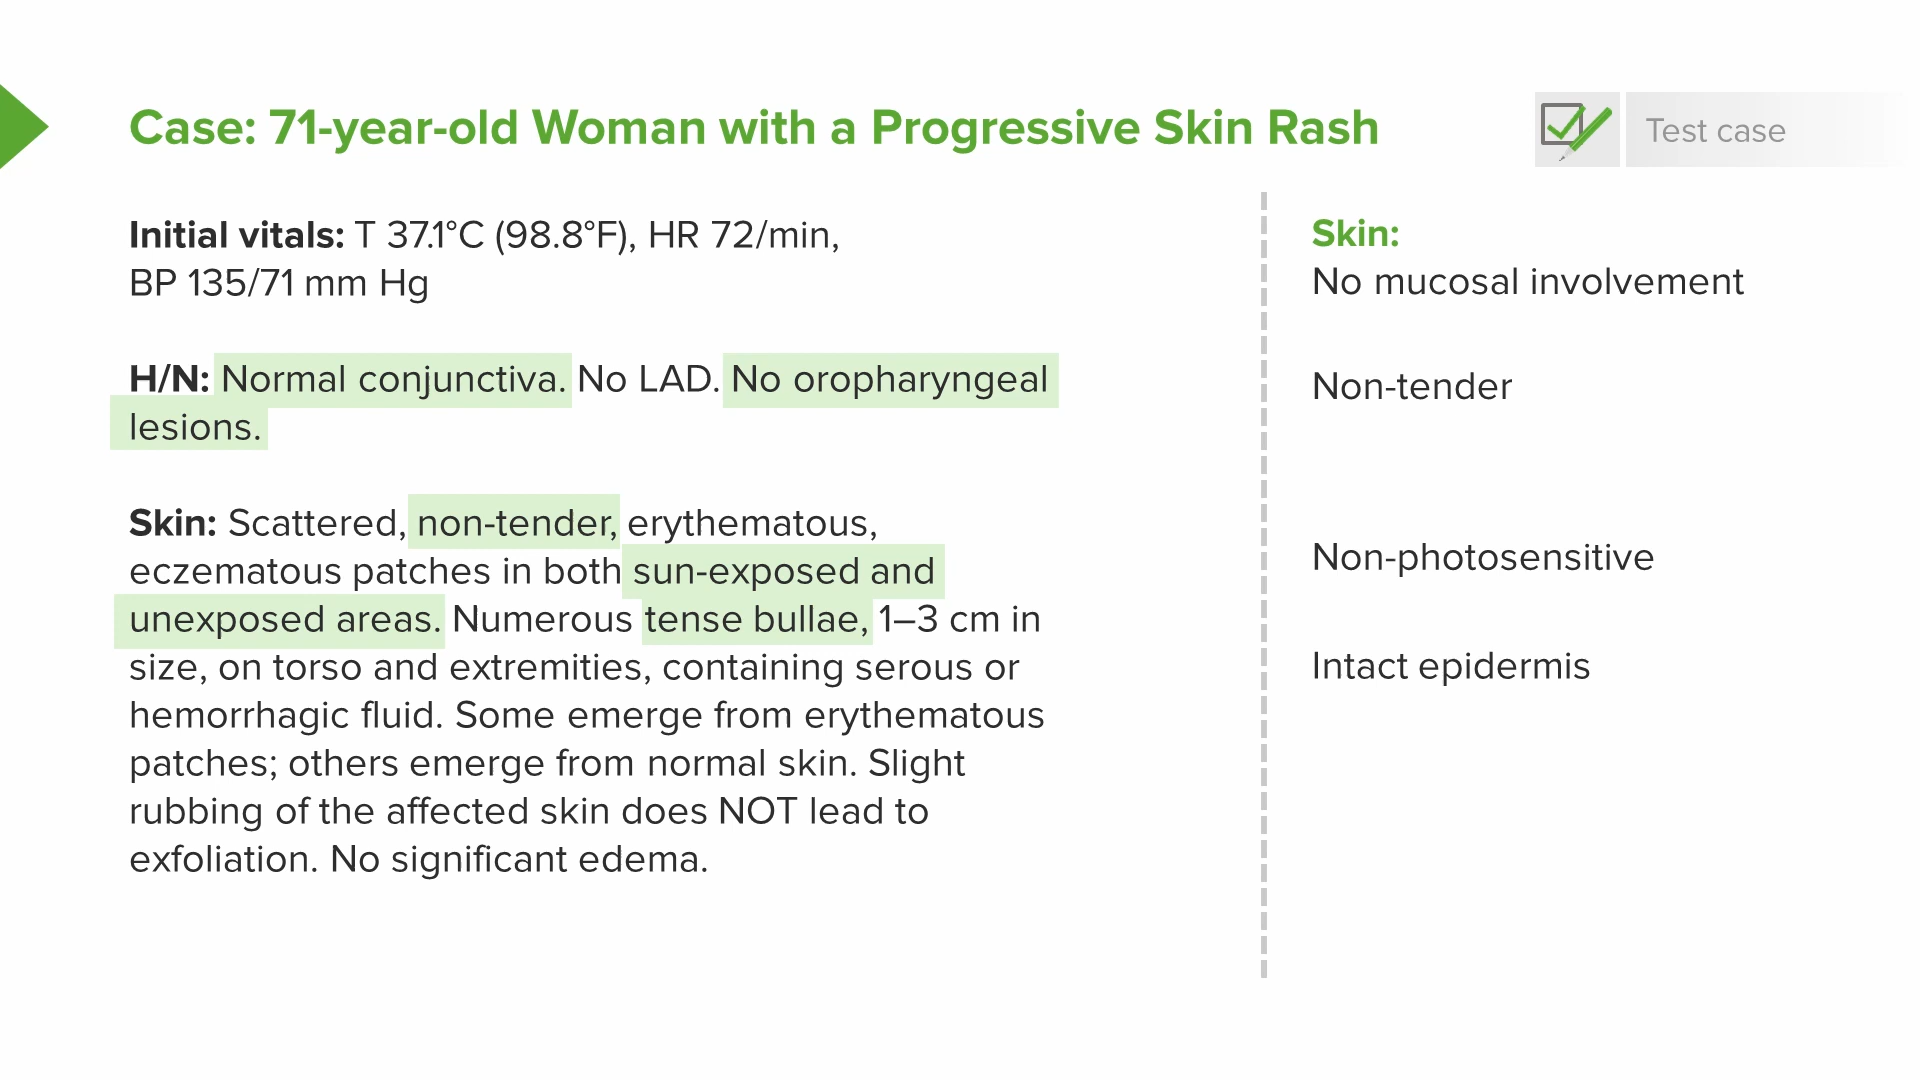 Case: 71-year-old Woman with a Progressive Skin Rash
Test case
Initial vitals: T 37.1°C (98.8°F), HR 72/min,
BP 135/71 mm Hg
H/N: Normal conjunctiva. No LAD. No oropharyngeal
lesions.
Skin: Scattered, non-tender, erythematous,
eczematous patches in both sun-exposed and
unexposed areas. Numerous tense bullae, 1–3 cm in
size, on torso and extremities, containing serous or
hemorrhagic fluid. Some emerge from erythematous
patches; others emerge from normal skin. Slight
rubbing of the affected skin does NOT lead to
exfoliation. No significant edema.
Skin:
No mucosal involvement
Non-tender
Non-photosensitive
Intact epidermis